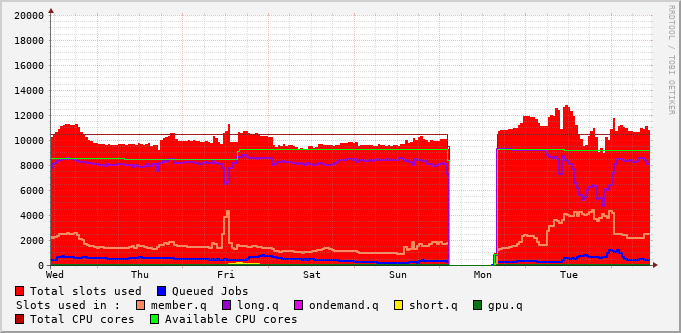 RRDTOOL / TOBI OETIKER
20000
18000
16000
14000
12000
10000
8000
6000
4000
2000
0
Wed Thu Fri Sat Sun Mon Tue
Total slots used Queued Jobs
Slots used in : member.q long.q ondemand.q short.q gpu.q
Total CPU cores Available CPU cores